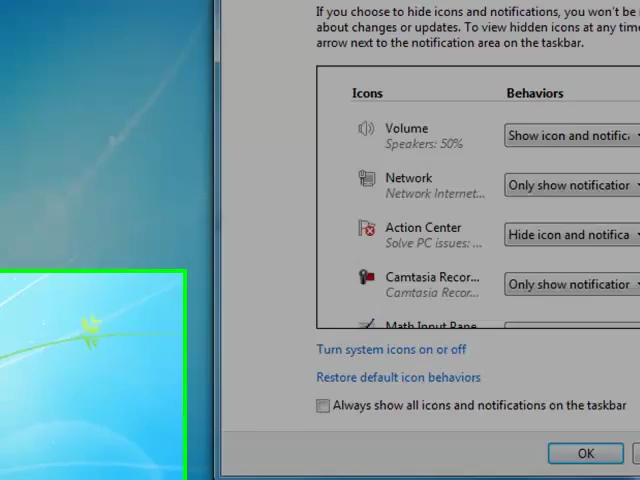 If you choose to hide icons and notifications, you won't be
about changes or updates. To view hidden icons at any time
arrow next to the notification area on the taskbar.
Icons Behaviors
Volume
Speakers: 50%
Show icon and notific
Network
Network Internet...
Only show notification
Action Center
Solve PC issues: ...
Hide icon and notifica
Camtasia Recor...
Camtasia Recor...
Only show notification
Math Input Pane
Turn system icons on or off
Restore default icon behaviors
Always show all icons and notifications on the taskbar
OK